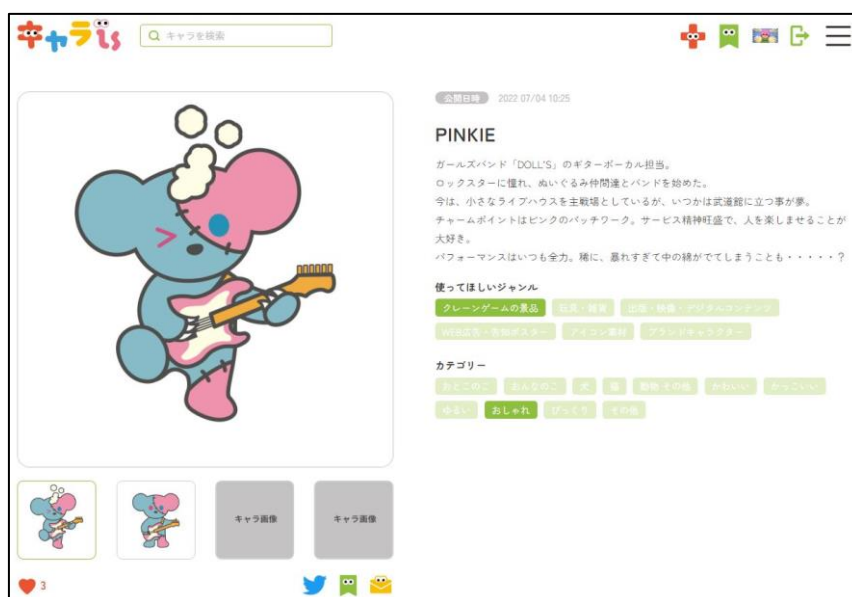 キャラis
キャラを検索
公開日時 2022 07/04 10:25
PINKIE
ガールズバンド「DOLL'S」のギターボーカル担当。
ロックスターに憧れ、ぬいぐるみ仲間達とバンドを始めた。
今は、小さなライブハウスを主戦場としているが、いつかは武道館に立つ事が夢。
チャームポイントはピンクのパッチワーク。サービス精神旺盛で、人を楽しませることが
大好き。
パフォーマンスはいつも全力。稀に、暴れすぎて中の綿がでてしまうことも・・・・・?
使ってほしいジャンル
クレーンゲームの景品 玩具・雑貨 出版・映像・デジタルコンテンツ
WEB広告・告知ポスター アイコン素材 ブランドキャラクター
カテゴリー
おとこのこ おんなのこ 犬 猫 動物 その他 かわいい かっこいい
ゆるい おしゃれ びっくり その他
キャラ画像 キャラ画像
3